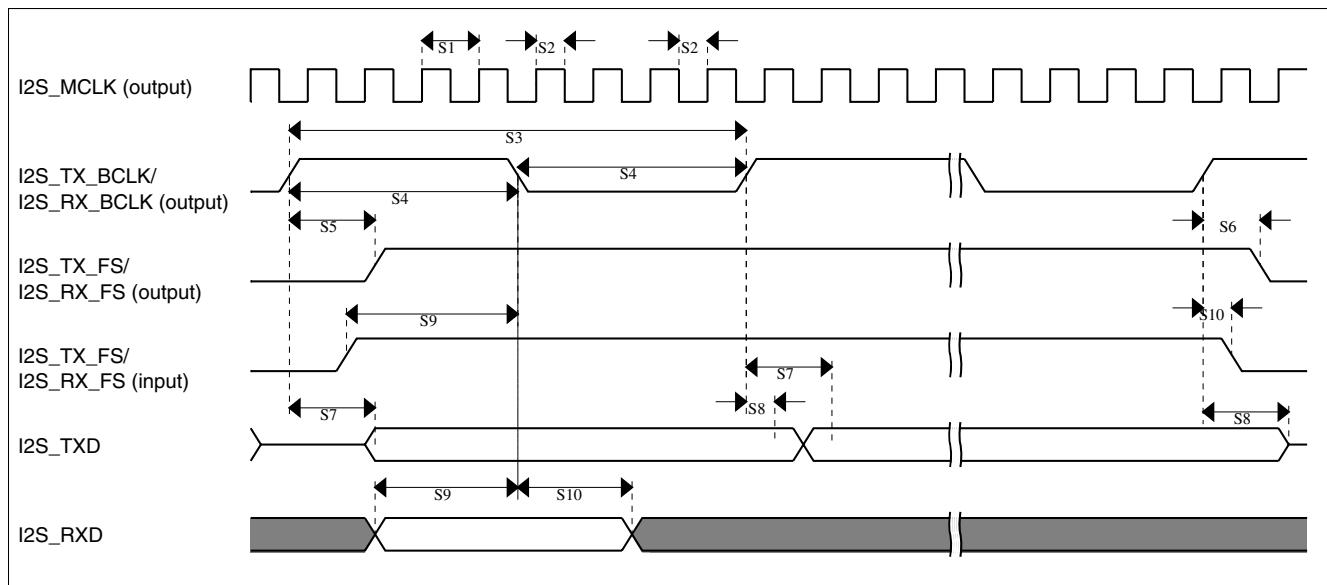 S1 S2 S2
I2S_MCLK (output)
S3
I2S_TX_BCLK/
I2S_RX_BCLK (output)
S4
S4
S5
S6
I2S_TX_FS/
I2S_RX_FS (output)
S9
S10
I2S_TX_FS/
I2S_RX_FS (input)
S7
S7
S8
S8
I2S_TXD
S9
S10
I2S_RXD